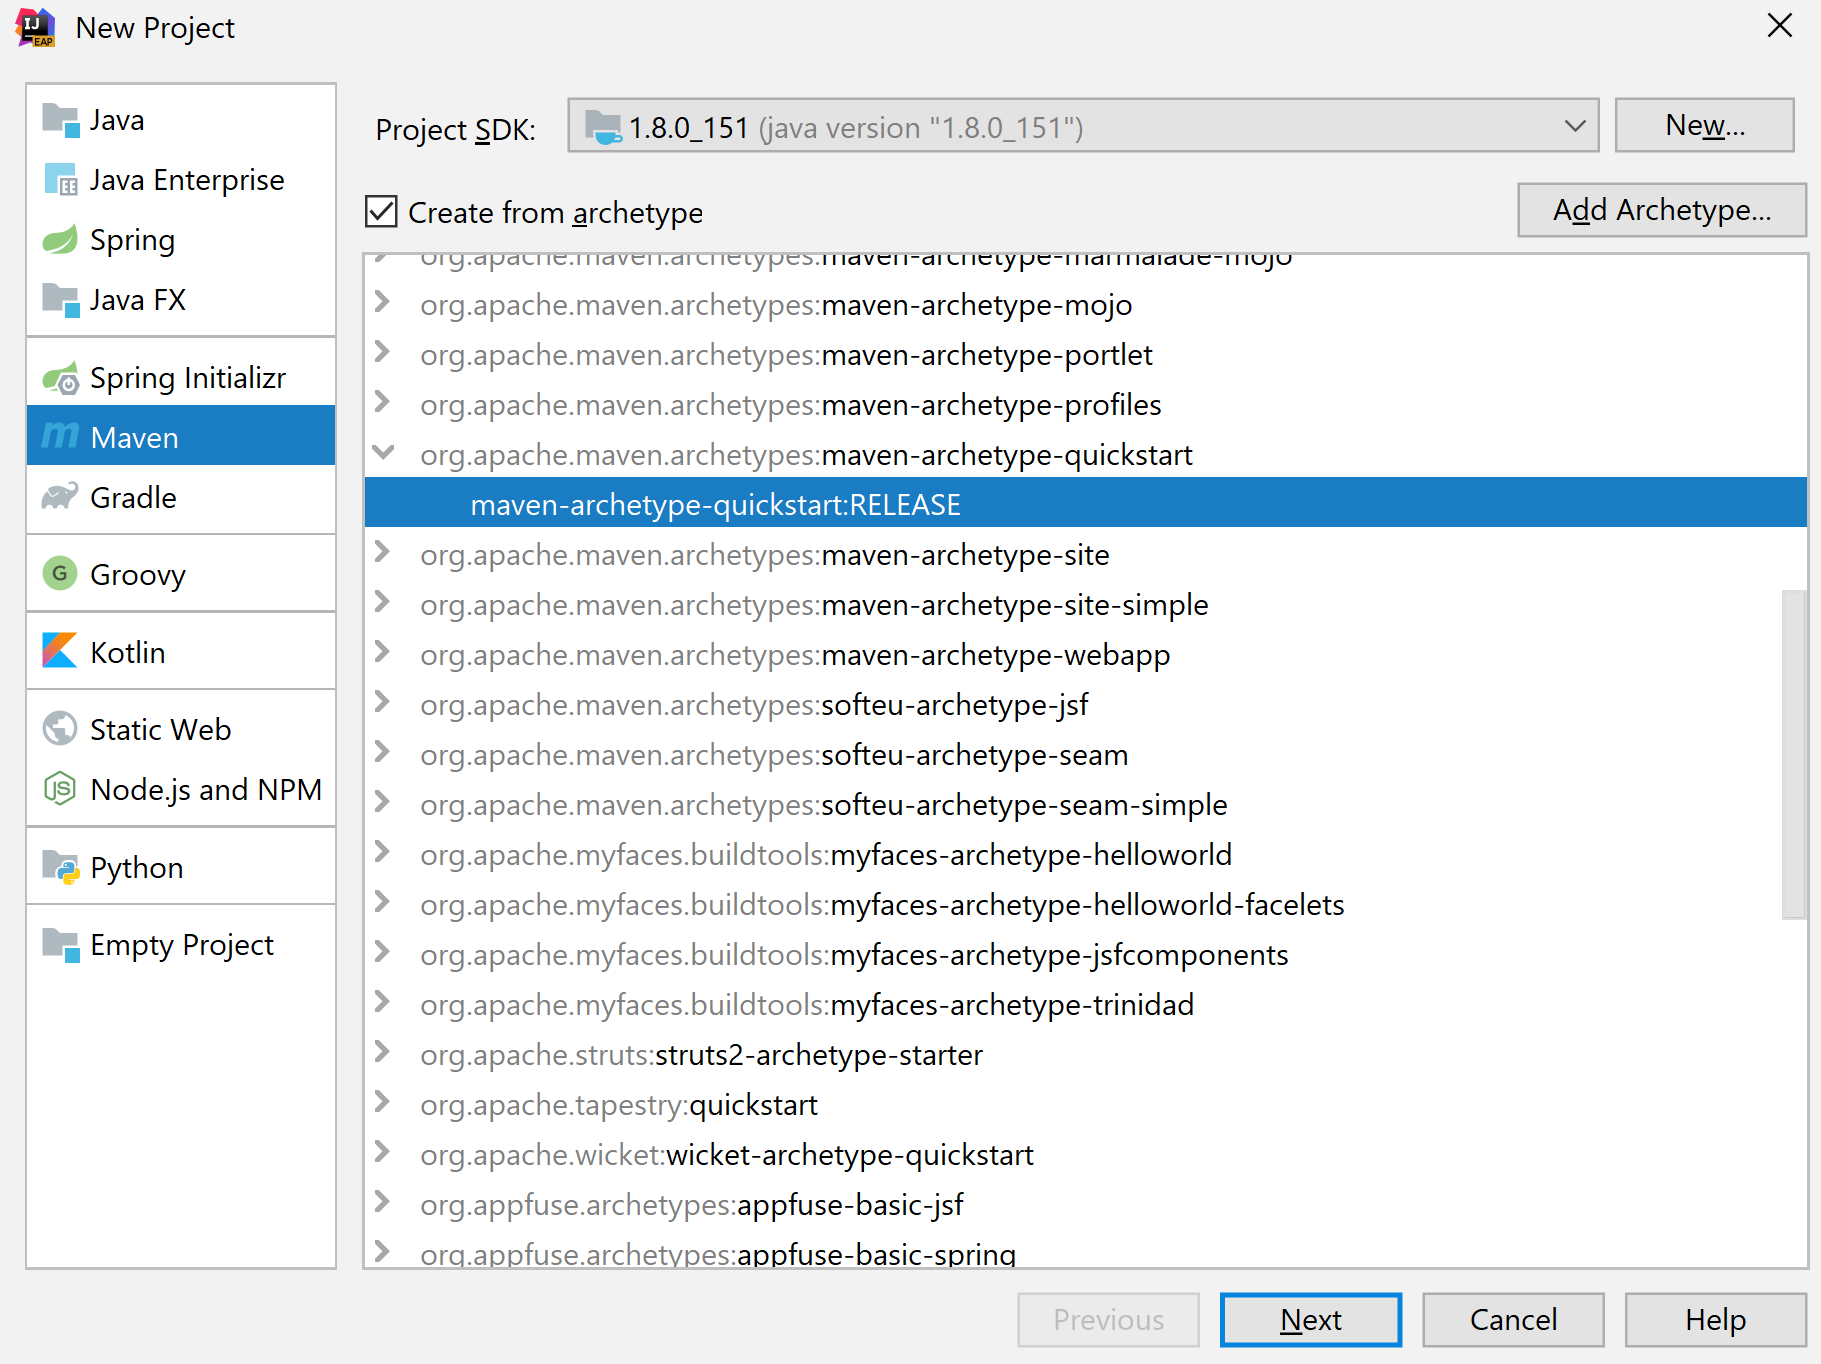 IJ
EAP
New Project
Java
Java Enterprise
Spring
Java FX
Spring Initializr
Maven
Gradle
Groovy
Kotlin
Static Web
Node.js and NPM
Python
Empty Project
Project SDK:
1.8.0_151 (java version "1.8.0_151")
New...
Create from archetype
Add Archetype...
org.apache.maven.archetypes:maven-archetype-marmalade-mojo
org.apache.maven.archetypes:maven-archetype-mojo
org.apache.maven.archetypes:maven-archetype-portlet
org.apache.maven.archetypes:maven-archetype-profiles
org.apache.maven.archetypes:maven-archetype-quickstart
maven-archetype-quickstart:RELEASE
org.apache.maven.archetypes:maven-archetype-site
org.apache.maven.archetypes:maven-archetype-site-simple
org.apache.maven.archetypes:maven-archetype-webapp
org.apache.maven.archetypes:softeu-archetype-jsf
org.apache.maven.archetypes:softeu-archetype-seam
org.apache.maven.archetypes:softeu-archetype-seam-simple
org.apache.myfaces.buildtools:myfaces-archetype-helloworld
org.apache.myfaces.buildtools:myfaces-archetype-helloworld-facelets
org.apache.myfaces.buildtools:myfaces-archetype-jsfcomponents
org.apache.myfaces.buildtools:myfaces-archetype-trinidad
org.apache.struts:struts2-archetype-starter
org.apache.tapestry:quickstart
org.apache.wicket:wicket-archetype-quickstart
org.appfuse.archetypes:appfuse-basic-jsf
org.appfuse.archetypes:appfuse-basic-spring
Previous
Next
Cancel
Help